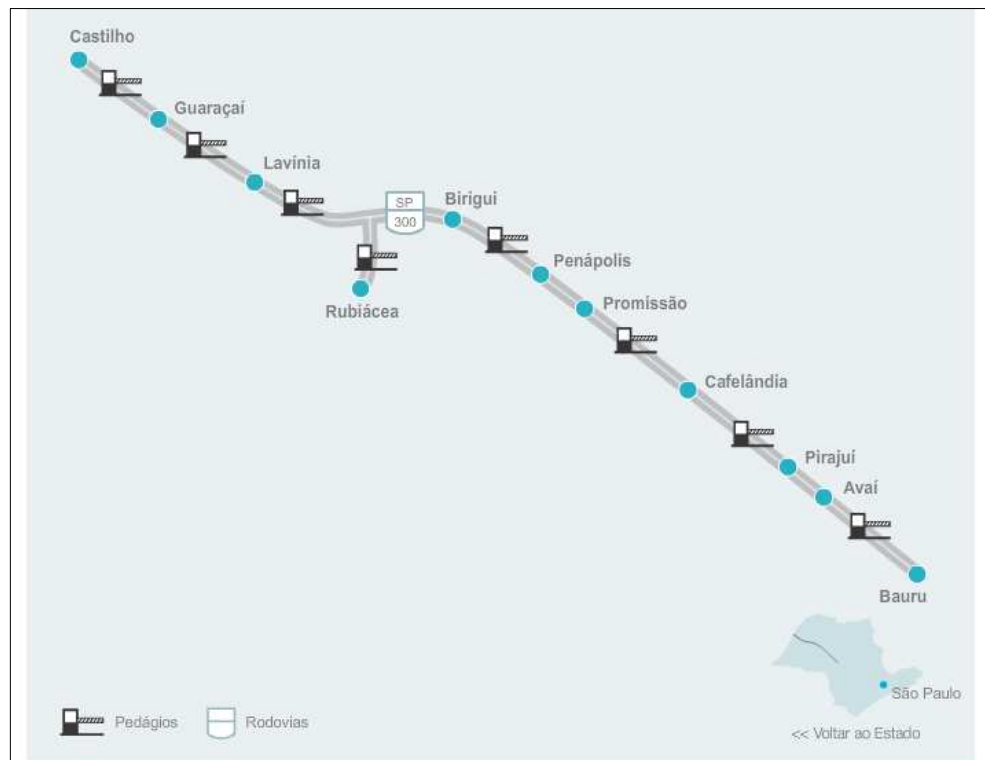 Castilho
Guaraçaí
Lavínia
SP
300
Birigui
Rubiácea
Penápolis
Promissão
Cafelândia
Pirajuí
Avaí
Bauru
São Paulo
Pedágios
Rodovias
<< Voltar ao Estado